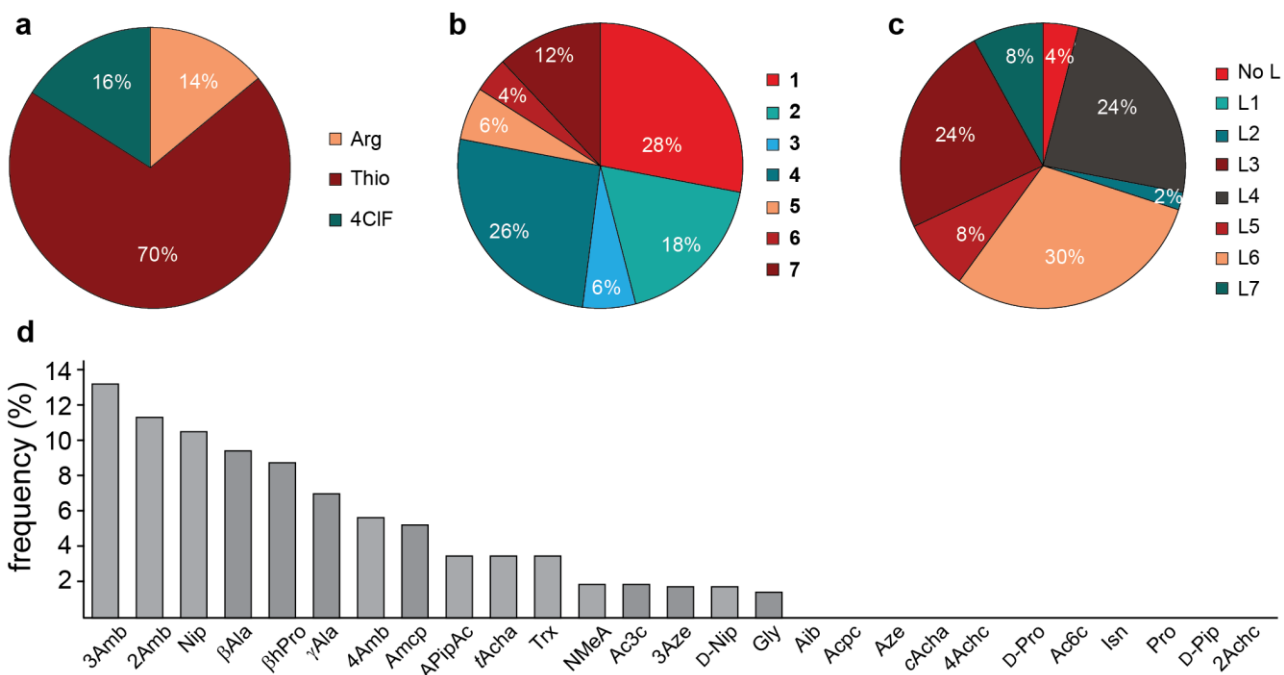 a
16%
14%
70%
Arg
Thio
4ClF
b
12%
4%
6%
28%
26%
18%
6%
1
2
3
4
5
6
7
c
8%
4%
24%
24%
2%
8%
30%
No L
L1
L2
L3
L4
L5
L6
L7
d
frequency (%)
14
12
10
8
6
4
2
3Amb
2Amb
Nip
βAla
βhPro
γAla
4Amb
Amcp
APipAc
tAcha
Trx
NMeA
Ac3c
3Aze
D-Nip
Gly
Aib
Acpc
Aze
cAcha
4Achc
D-Pro
Ac6c
Isn
Pro
D-Pip
2Achc